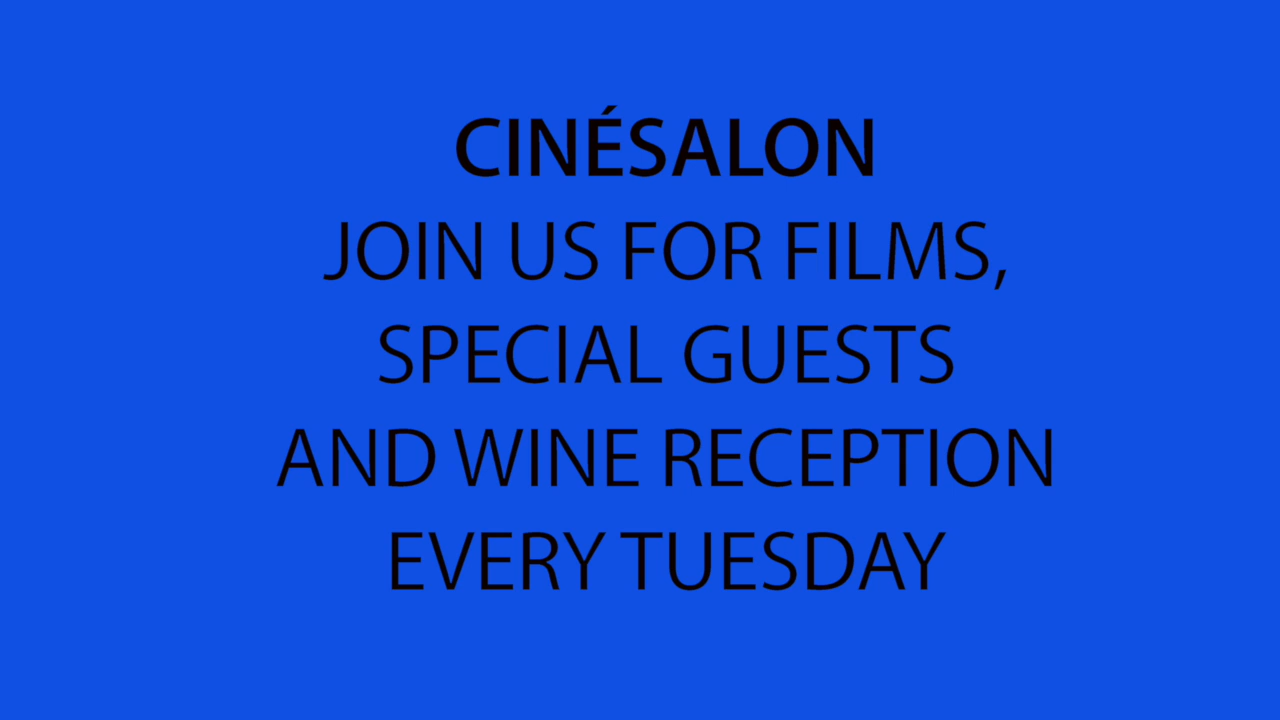 CINÉSALON
JOIN US FOR FILMS,
SPECIAL GUESTS
AND WINE RECEPTION
EVERY TUESDAY